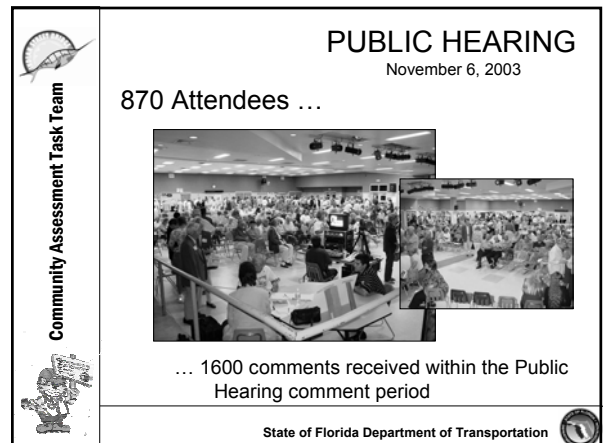 PUBLIC HEARING
November 6, 2003
870 Attendees …
Community Assessment Task Team
… 1600 comments received within the Public
Hearing comment period
State of Florida Department of Transportation